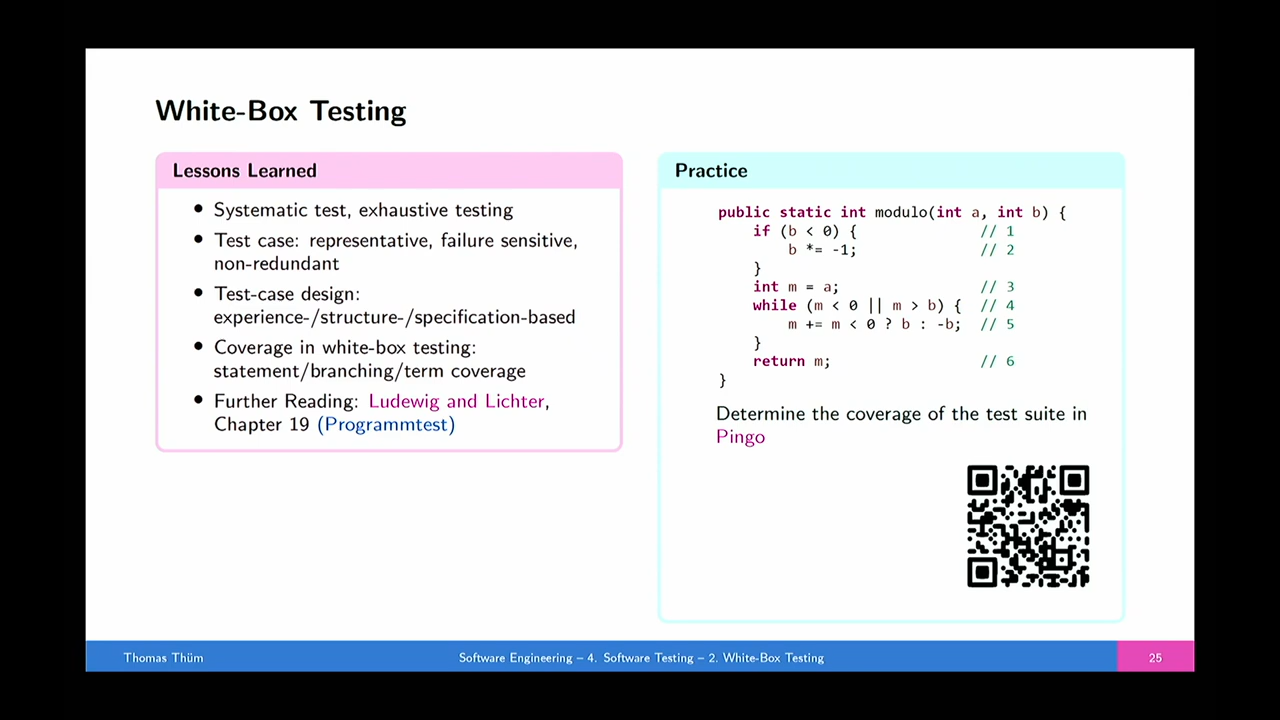 White-Box Testing
Lessons Learned
• Systematic test, exhaustive testing
• Test case: representative, failure sensitive,
non-redundant
• Test-case design:
experience-/structure-/specification-based
• Coverage in white-box testing:
statement/branching/term coverage
• Further Reading: Ludewig and Lichter,
Chapter 19 (Programmtest)
Practice
public static int modulo(int a, int b) {
    if (b < 0) {              // 1
        b *= -1;              // 2
    }
    int m = a;                // 3
    while (m < 0 || m > b) {  // 4
        m += m < 0 ? b : -b;  // 5
    }
    return m;                 // 6
}
Determine the coverage of the test suite in
Pingo
Thomas Thüm
Software Engineering – 4. Software Testing – 2. White-Box Testing
25